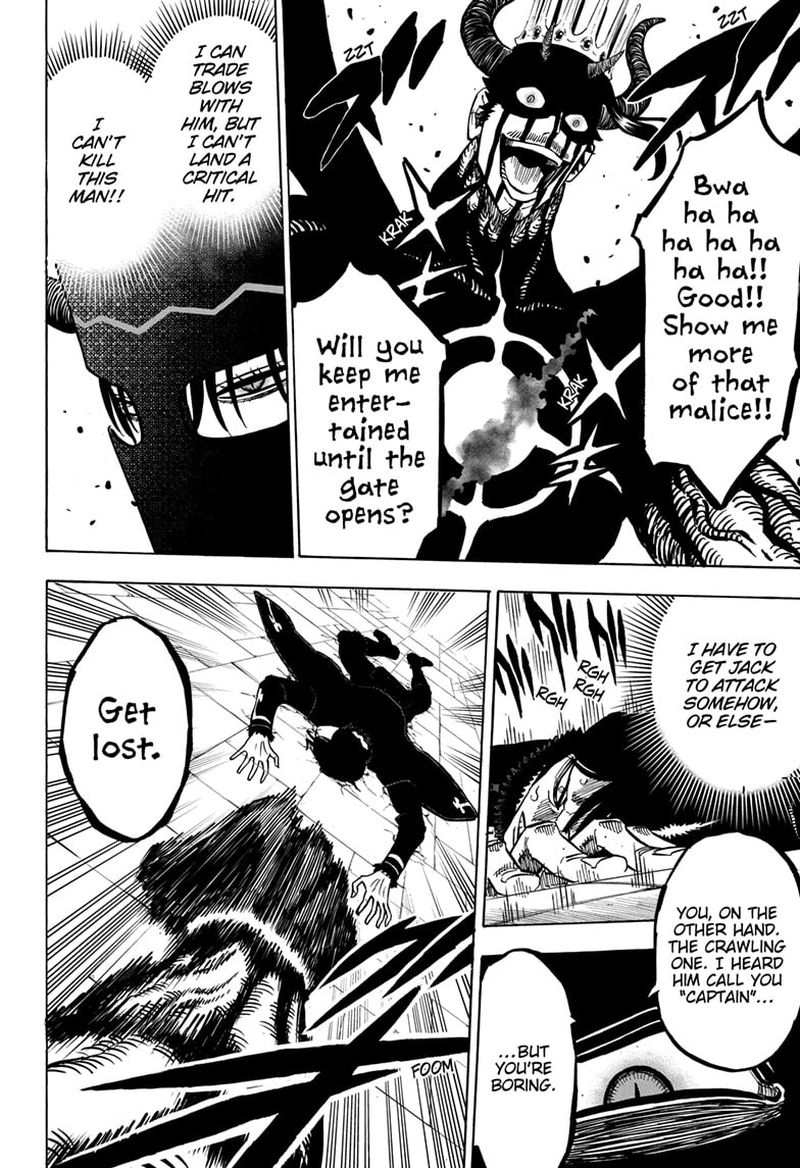 ZZT
Bwa
ha ha
ha ha ha
ha ha!!
Good!!
Show me
more
of that
malice!!
ZZT
KRAK
KRAK
Will you
keep me
enter-
tained
until the
gate
opens?
I CAN
TRADE
BLOWS
WITH
HIM, BUT
I CAN'T
LAND A
CRITICAL
HIT.
I
CAN'T
KILL
THIS
MAN!!
I HAVE TO
GET JACK
TO ATTACK
SOMEHOW,
OR ELSE—
RGH
RGH
RGH
YOU, ON THE
OTHER HAND.
THE CRAWLING
ONE. I HEARD
HIM CALL YOU
"CAPTAIN"...
...BUT
YOU'RE
BORING.
Get
lost.
FOOM